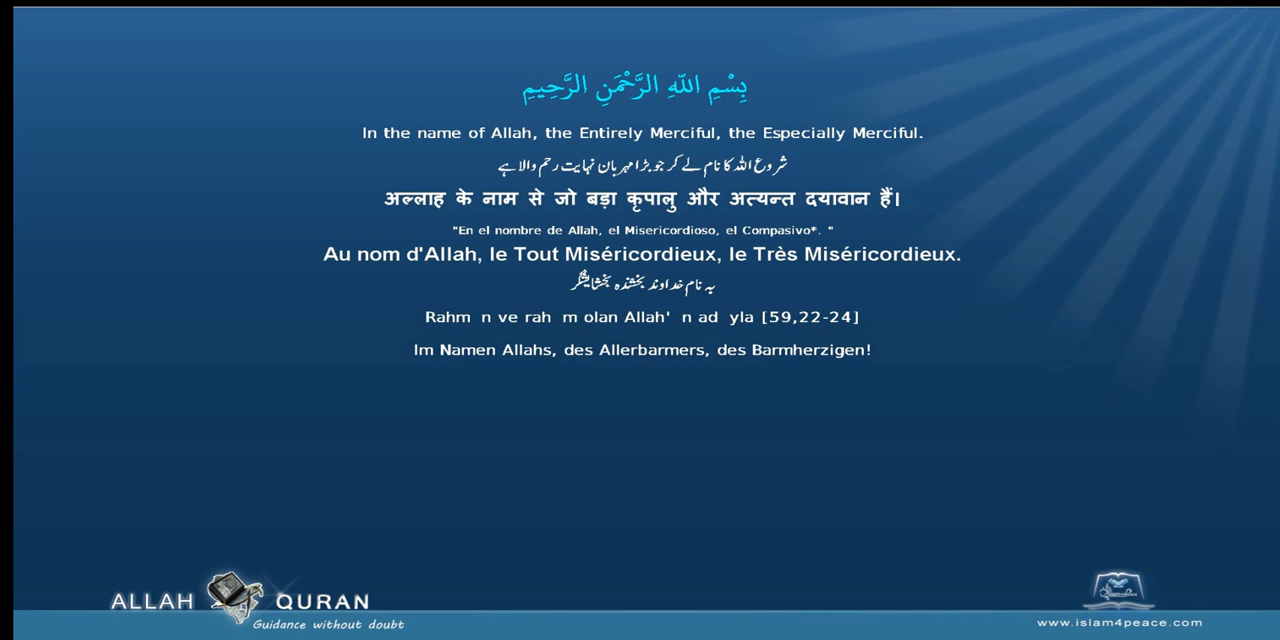 بِسْمِ اللَّهِ الرَّحْمَنِ الرَّحِيمِ
In the name of Allah, the Entirely Merciful, the Especially Merciful.
شروع اللہ کا نام لے کر جو بڑا مہربان نہایت رحم والا ہے
अल्लाह के नाम से जो बड़ा कृपालु और अत्यन्त दयावान हैं।
"En el nombre de Allah, el Misericordioso, el Compasivo*. "
Au nom d'Allah, le Tout Miséricordieux, le Très Miséricordieux.
به نام خداوند بخشنده بخشایشگر
Rahm n ve rah m olan Allah' n ad yla [59,22-24]
Im Namen Allahs, des Allerbarmers, des Barmherzigen!
ALLAH QURAN
Guidance without doubt
www.islam4peace.com